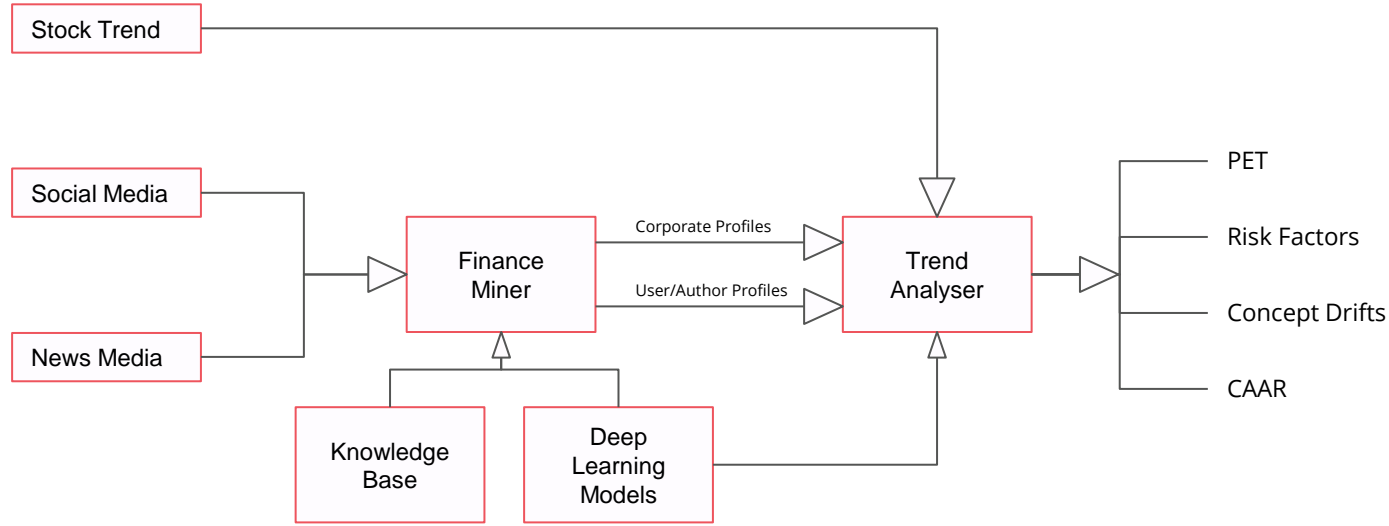 Stock Trend
Social Media
News Media
Finance
Miner
Corporate Profiles
User/Author Profiles
Trend
Analyser
Knowledge
Base
Deep
Learning
Models
PET
Risk Factors
Concept Drifts
CAAR